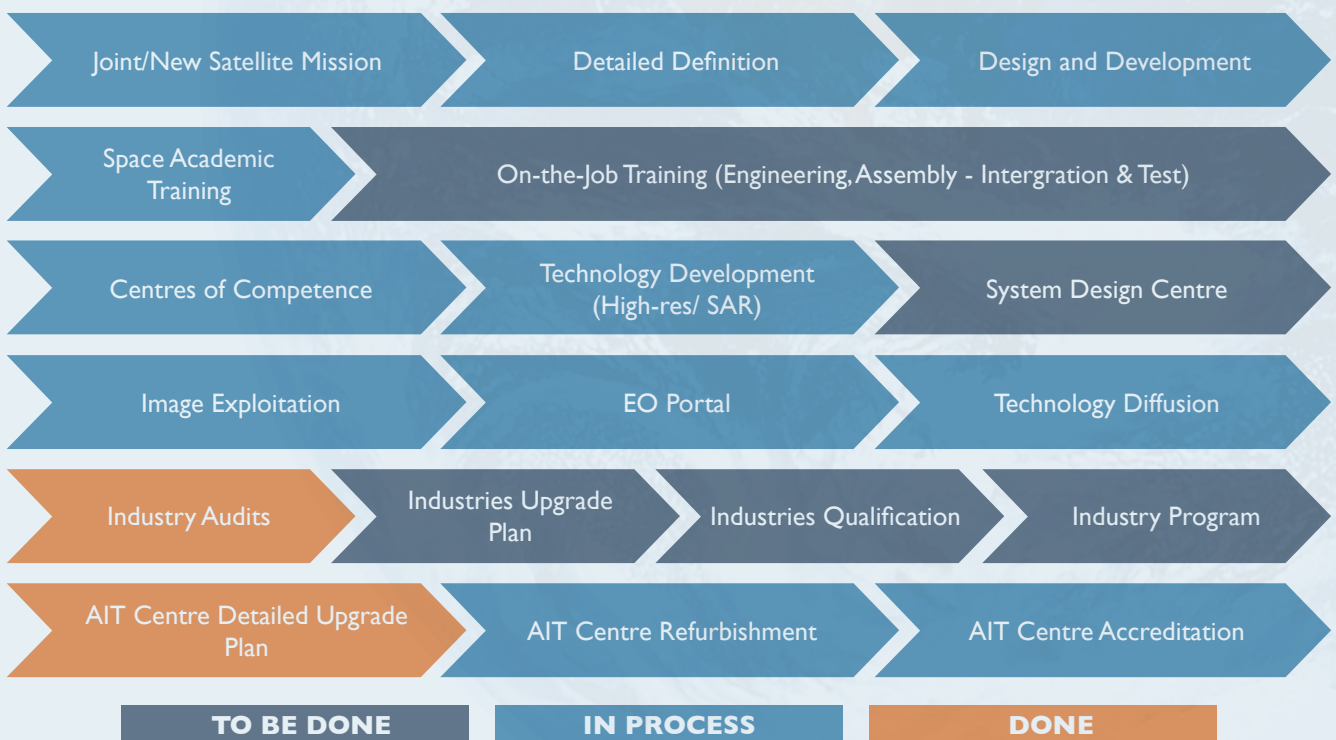 Joint/New Satellite Mission
Detailed Definition
Design and Development
Space Academic
Training
On-the-Job Training (Engineering, Assembly - Intergration & Test)
Centres of Competence
Technology Development
(High-res/ SAR)
System Design Centre
Image Exploitation
EO Portal
Technology Diffusion
Industry Audits
Industries Upgrade
Plan
Industries Qualification
Industry Program
AIT Centre Detailed Upgrade
Plan
AIT Centre Refurbishment
AIT Centre Accreditation
TO BE DONE
IN PROCESS
DONE